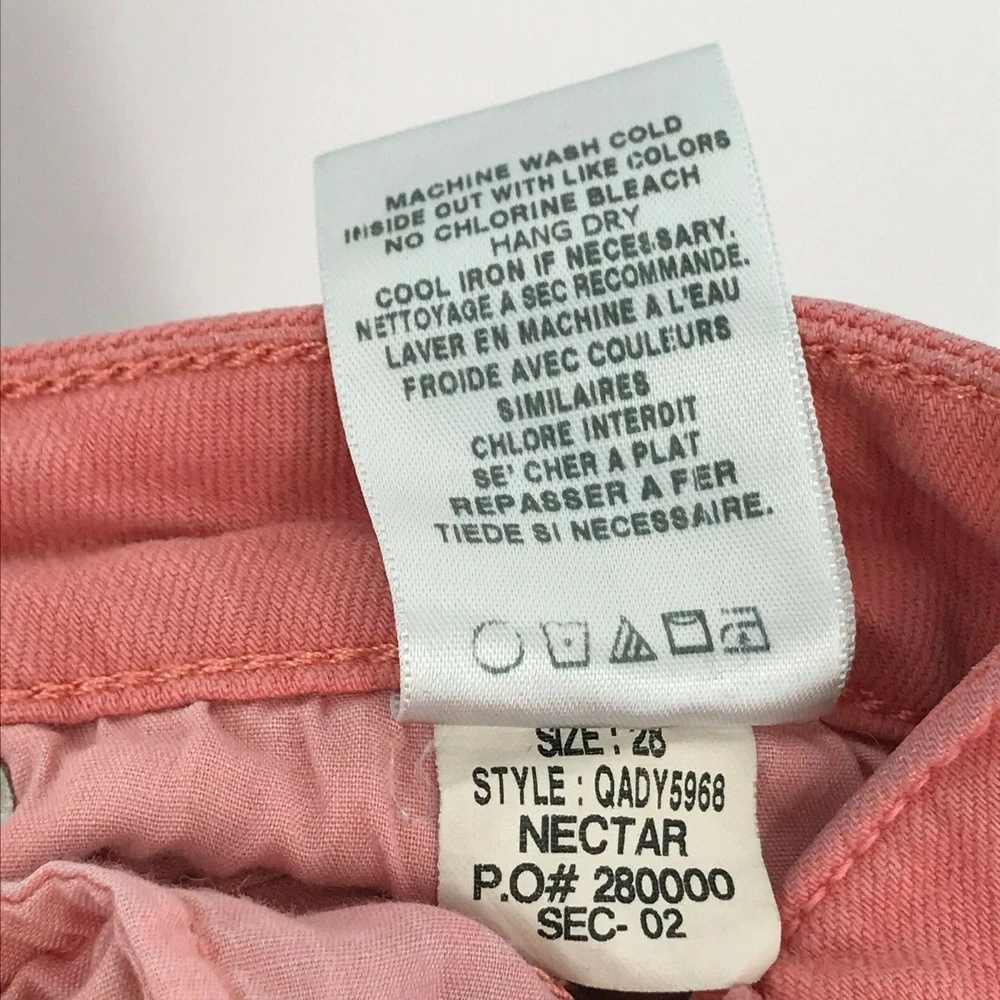 MACHINE WASH COLD
INSIDE OUT WITH LIKE COLORS
NO CHLORINE BLEACH
HANG DRY
COOL IRON IF NECESSARY.
NETTOYAGE A SEC RECOMMANDE.
LAVER EN MACHINE A L'EAU
FROIDE AVEC COULEURS
SIMILAIRES
CHLORE INTERDIT
SE' CHER A PLAT
REPASSER A FER
TIEDE SI NECESSAIRE.
SIZE : 28
STYLE : QADY5968
NECTAR
P.O# 280000
SEC- 02